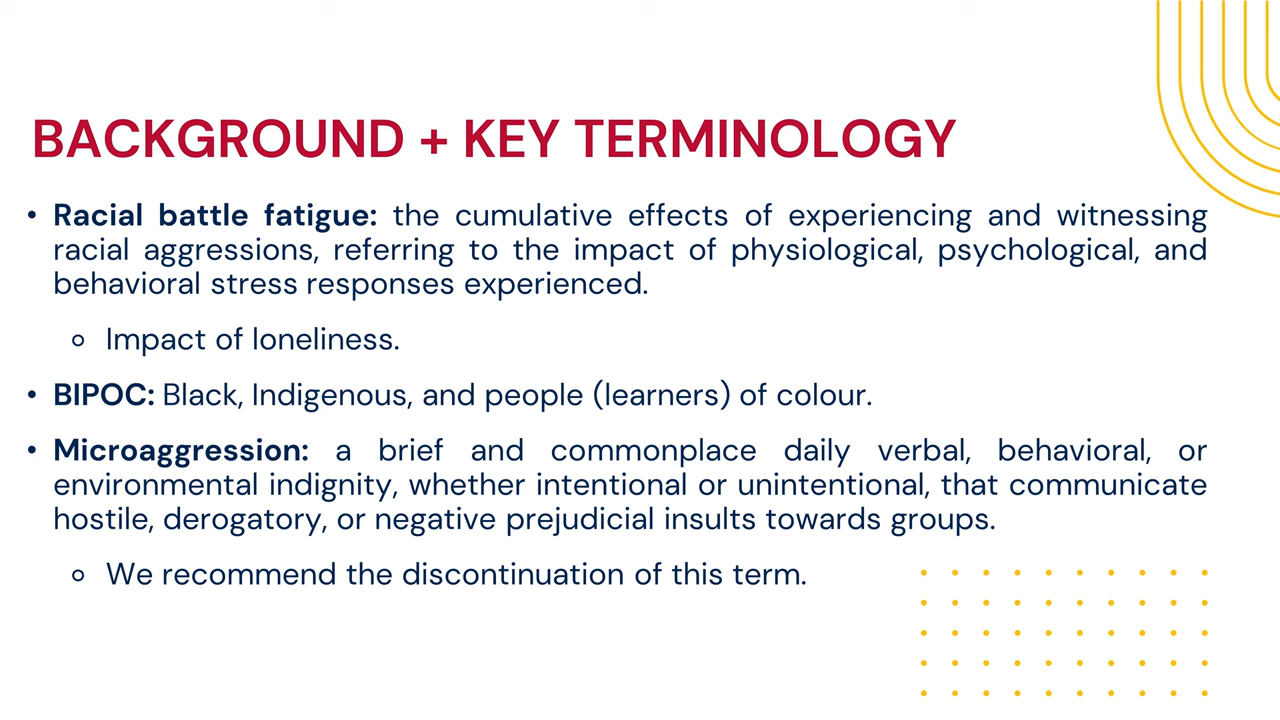 BACKGROUND + KEY TERMINOLOGY
• Racial battle fatigue: the cumulative effects of experiencing and witnessing
racial aggressions, referring to the impact of physiological, psychological, and
behavioral stress responses experienced.
◦ Impact of loneliness.
• BIPOC: Black, Indigenous, and people (learners) of colour.
• Microaggression: a brief and commonplace daily verbal, behavioral, or
environmental indignity, whether intentional or unintentional, that communicate
hostile, derogatory, or negative prejudicial insults towards groups.
◦ We recommend the discontinuation of this term.